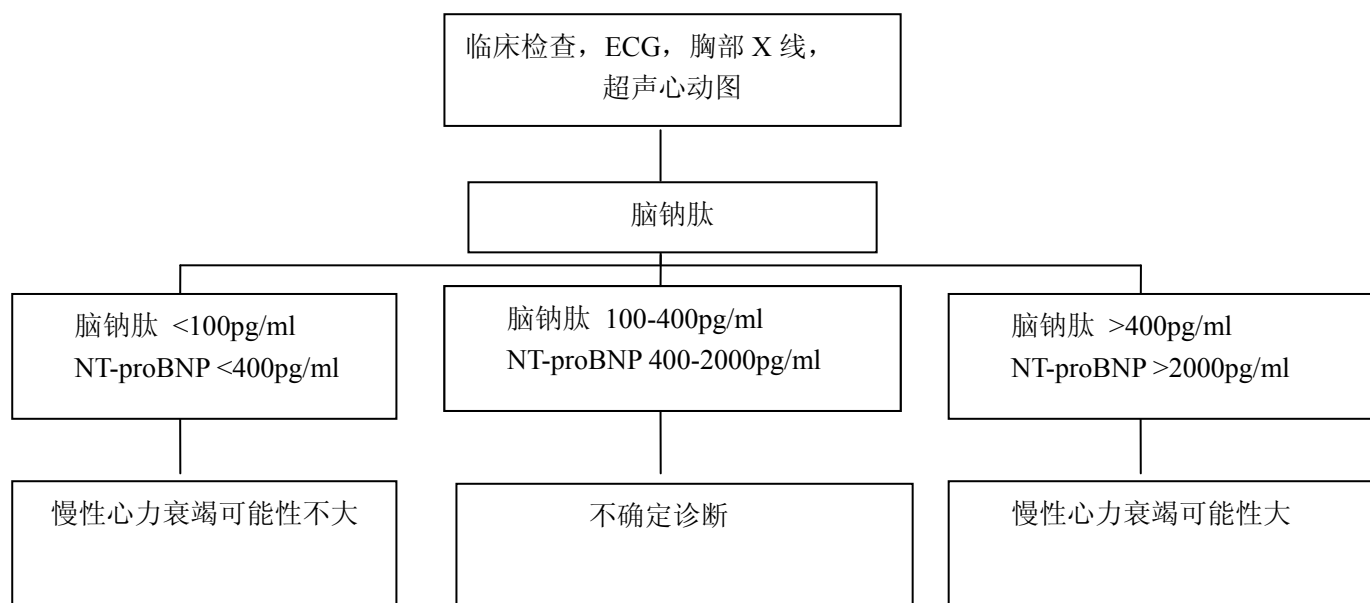 临床检查，ECG，胸部 X 线，
超声心动图
脑钠肽
脑钠肽 <100pg/ml
NT-proBNP <400pg/ml
脑钠肽 100-400pg/ml
NT-proBNP 400-2000pg/ml
脑钠肽 >400pg/ml
NT-proBNP >2000pg/ml
慢性心力衰竭可能性不大
不确定诊断
慢性心力衰竭可能性大